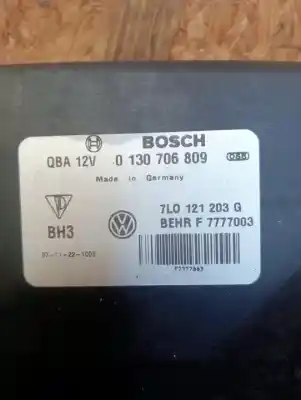 BOSCH
QBA 12V 0 130 706 809
Made in Germany
7L0 121 203 G
BH3
BEHR F 7777003